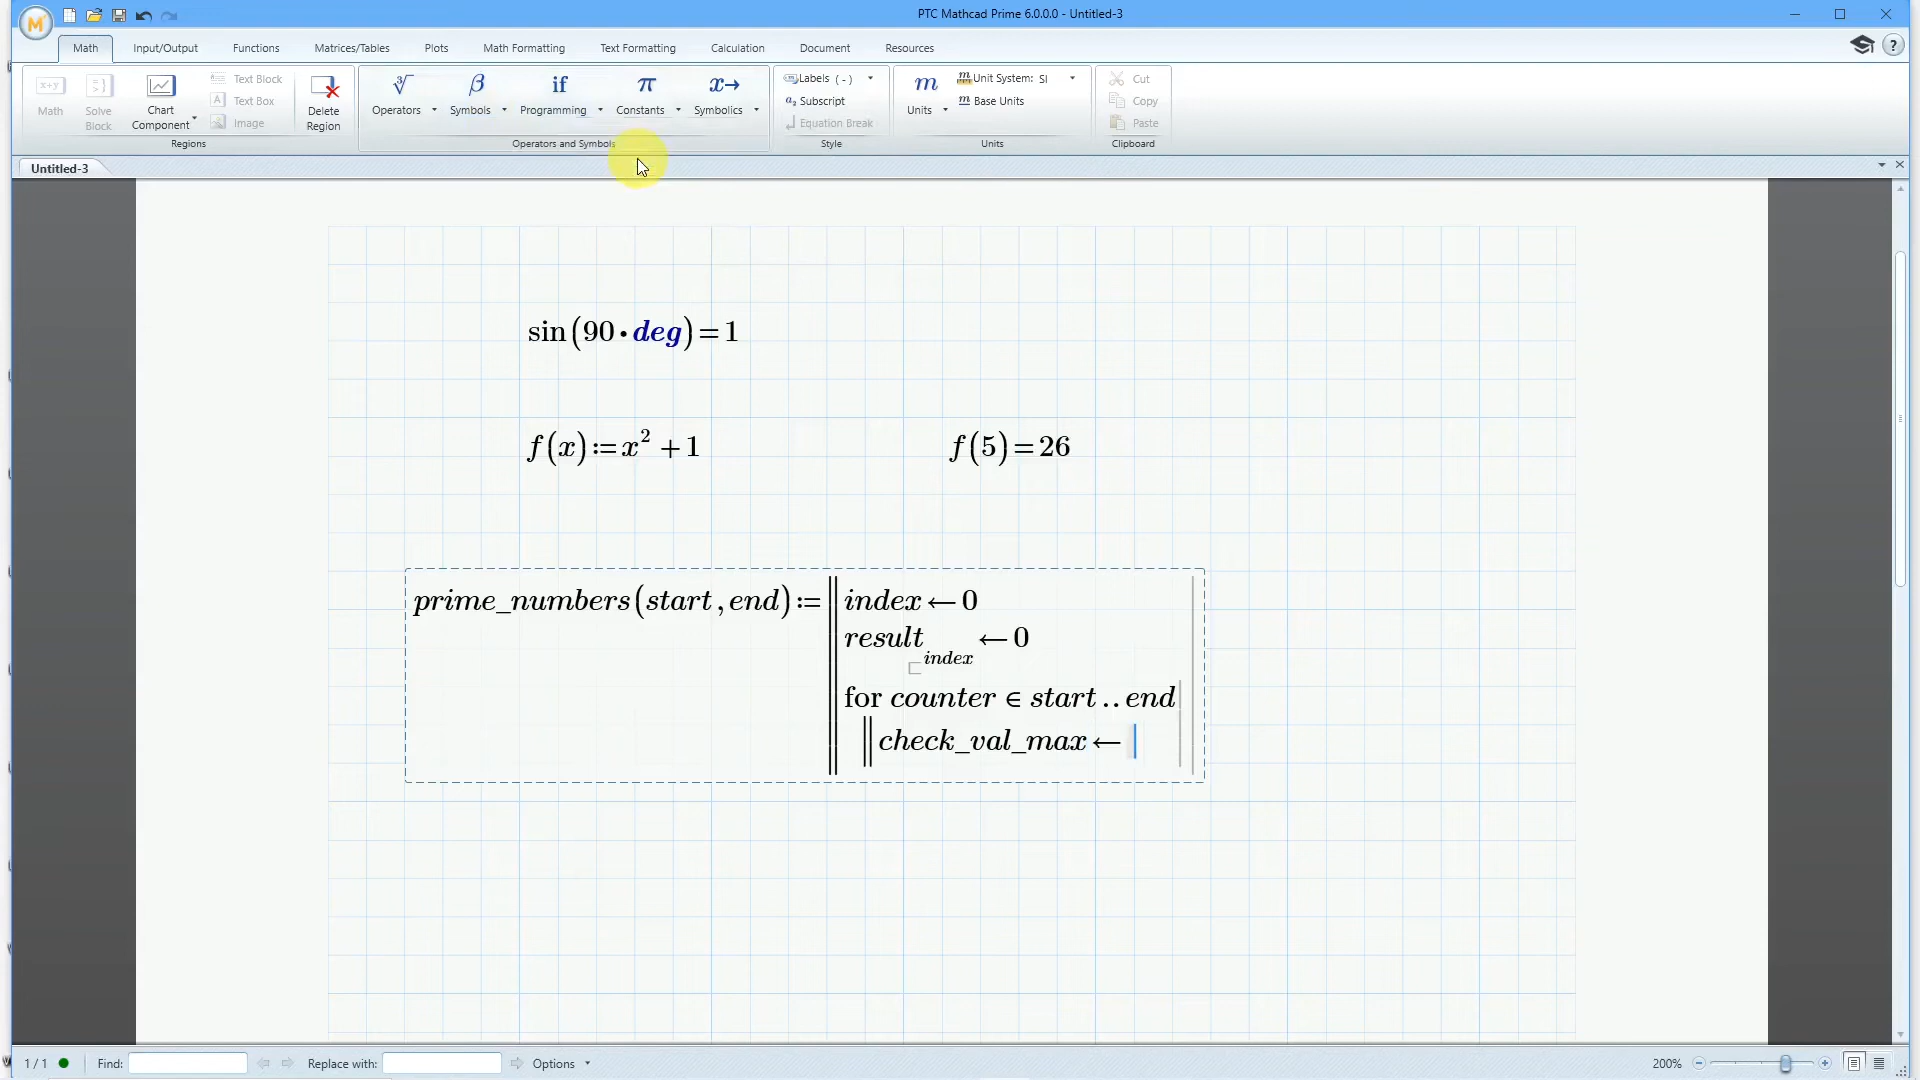 PTC Mathcad Prime 6.0.0.0 - Untitled-3
Math Input/Output Functions Matrices/Tables Plots Math Formatting Text Formatting Calculation Document Resources
Math
Solve Block
Chart Component
Text Block
Text Box
Image
Delete Region
Regions
Operators
β Symbols
if Programming
π Constants
x→ Symbolics
Operators and Symbols
Labels (-)
Subscript
Equation Break
Style
m Units
Unit System: SI
Base Units
Units
Cut
Copy
Paste
Clipboard
Untitled-3
sin(90·deg)=1
f(x):=x²+1
f(5)=26
prime_numbers(start,end):=
index←0
result index ←0
for counter ∈ start..end
check_val_max←
1 / 1 Find: Replace with: Options 200%